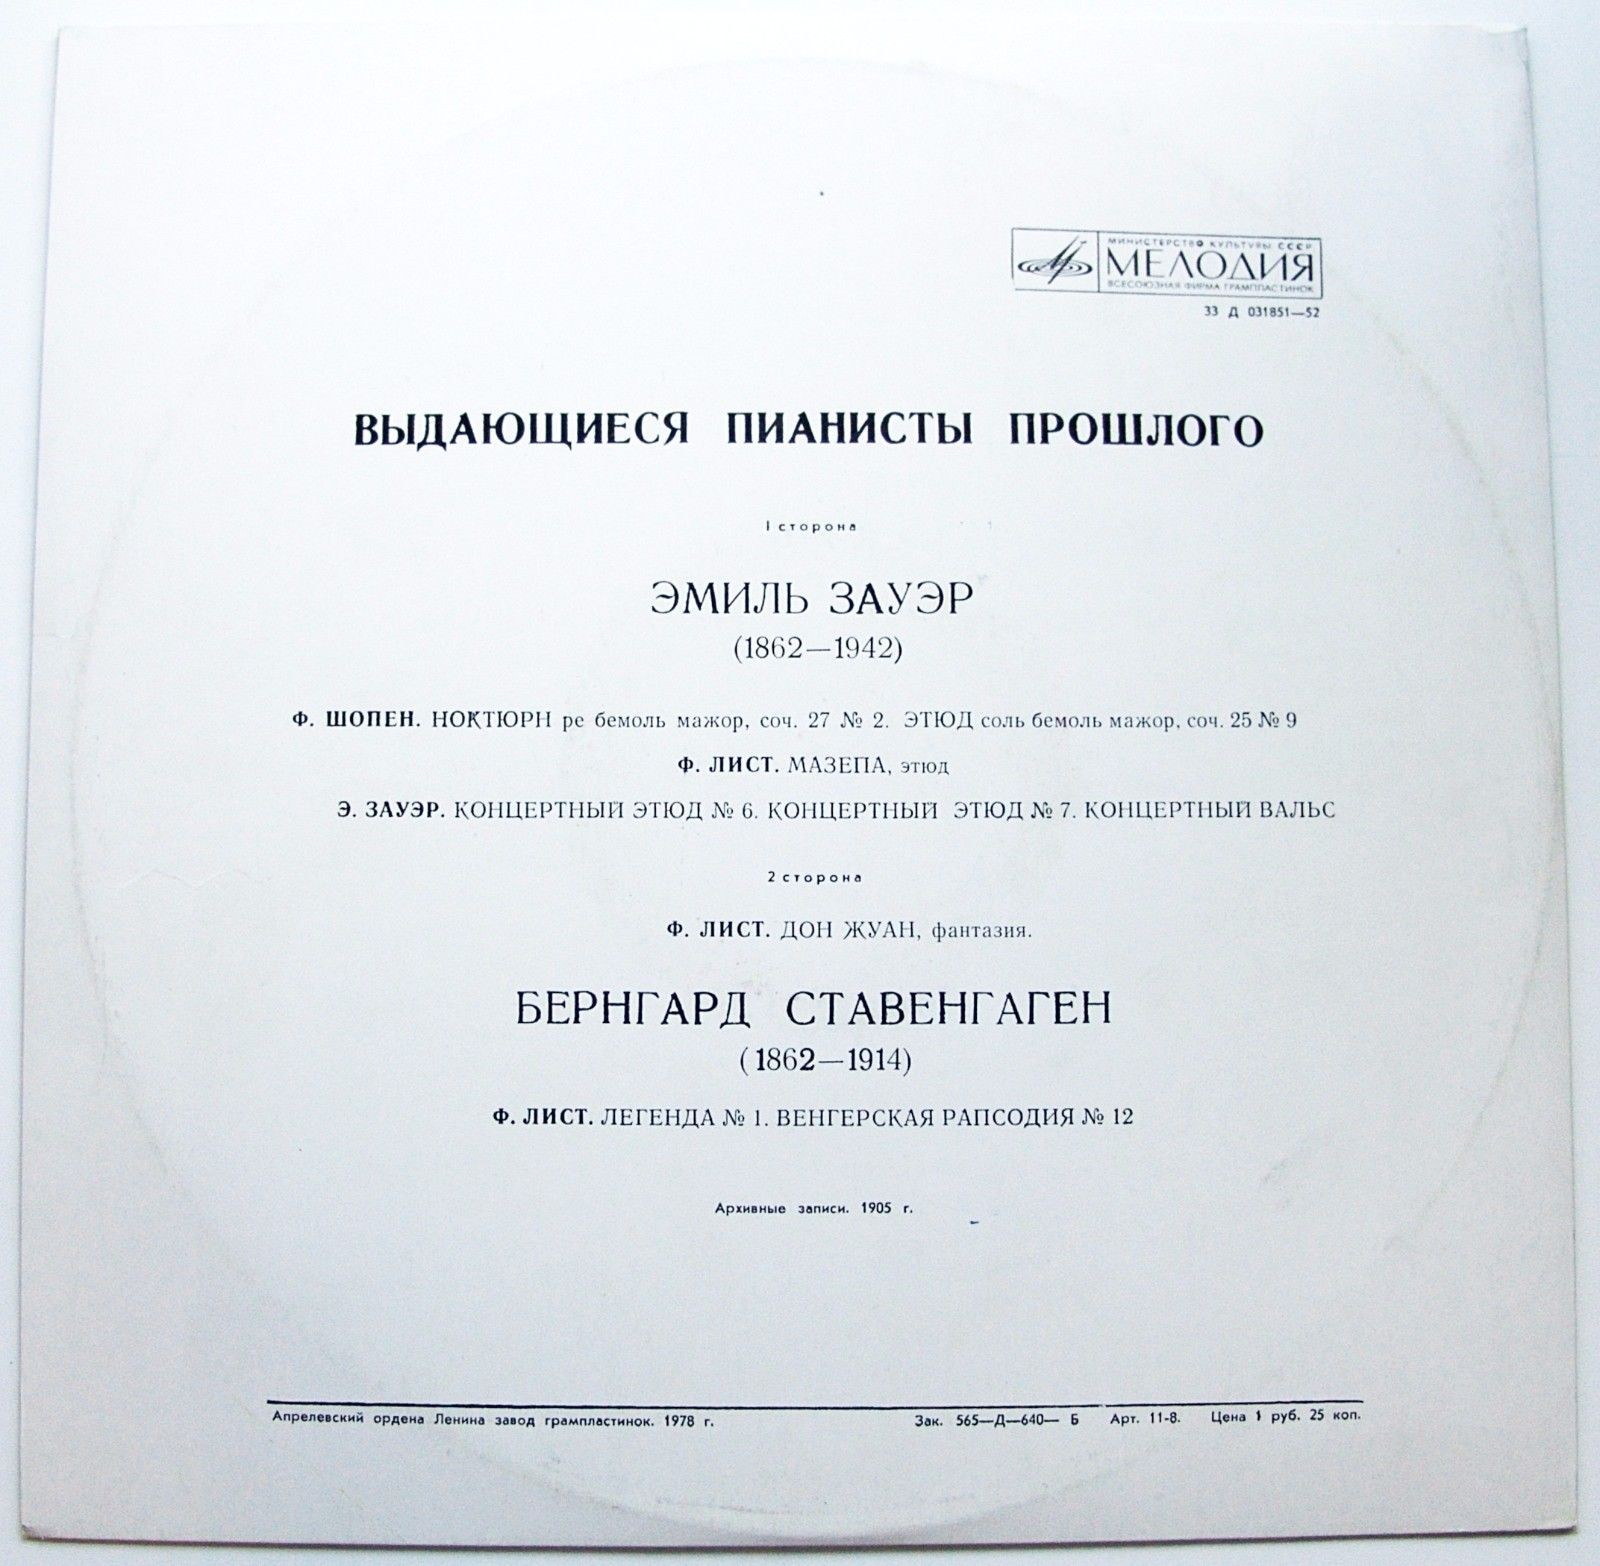 МИНИСТЕРСТВО КУЛЬТУРЫ СССР
МЕЛОДИЯ
ВСЕСОЮЗНАЯ ФИРМА ГРАМПЛАСТИНОК
33 Д 031851—52
ВЫДАЮЩИЕСЯ ПИАНИСТЫ ПРОШЛОГО
1 сторона
ЭМИЛЬ ЗАУЭР
(1862—1942)
Ф. ШОПЕН. НОКТЮРН ре бемоль мажор, соч. 27 № 2. ЭТЮД соль бемоль мажор, соч. 25 № 9
Ф. ЛИСТ. МАЗЕПА, этюд
Э. ЗАУЭР. КОНЦЕРТНЫЙ ЭТЮД № 6. КОНЦЕРТНЫЙ ЭТЮД № 7. КОНЦЕРТНЫЙ ВАЛЬС
2 сторона
Ф. ЛИСТ. ДОН ЖУАН, фантазия.
БЕРНГАРД СТАВЕНГАГЕН
(1862—1914)
Ф. ЛИСТ. ЛЕГЕНДА № 1. ВЕНГЕРСКАЯ РАПСОДИЯ № 12
Архивные записи. 1905 г.
Апрелевский ордена Ленина завод грампластинок. 1978 г. Зак. 565—Д—640— Б Арт. 11-8. Цена 1 руб. 25 коп.